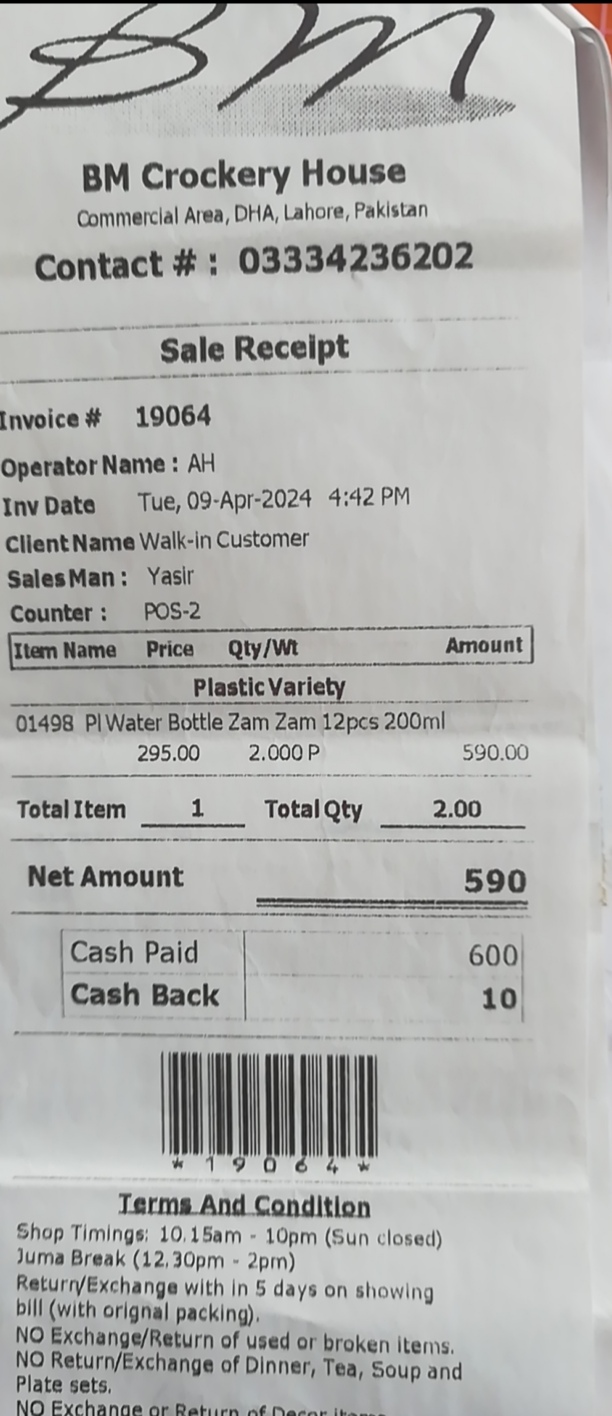 BM
BM Crockery House
Commercial Area, DHA, Lahore, Pakistan
Contact # : 03334236202
Sale Receipt
Invoice # 19064
Operator Name : AH
Inv Date Tue, 09-Apr-2024 4:42 PM
Client Name Walk-in Customer
Sales Man : Yasir
Counter : POS-2
Item Name Price Qty/Wt Amount
Plastic Variety
01498 Pl Water Bottle Zam Zam 12pcs 200ml
295.00 2.000 P 590.00
Total Item 1 Total Qty 2.00
Net Amount 590
Cash Paid 600
Cash Back 10
*19064*
Terms And Condition
Shop Timings: 10.15am - 10pm (Sun closed)
Juma Break (12.30pm - 2pm)
Return/Exchange with in 5 days on showing
bill (with orignal packing).
NO Exchange/Return of used or broken items.
NO Return/Exchange of Dinner, Tea, Soup and
Plate sets.
NO Exchange or Return of Decor items